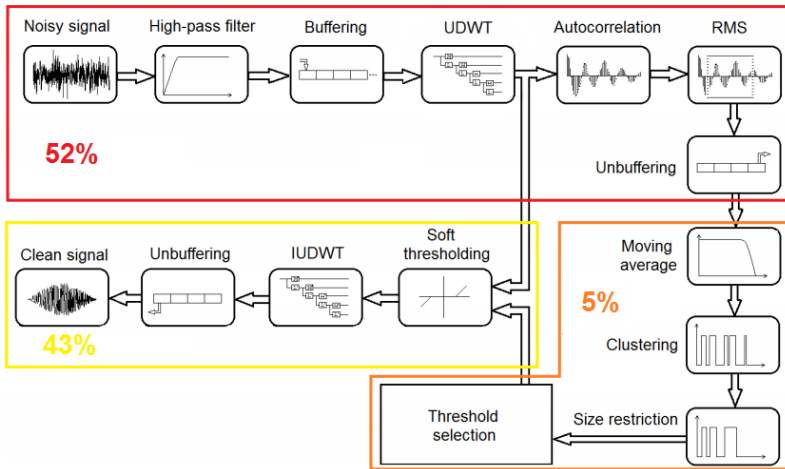 Noisy signal
High-pass filter
Buffering
UDWT
Autocorrelation
RMS
52%
Unbuffering
Clean signal
Unbuffering
IUDWT
Soft
thresholding
43%
Moving
average
5%
Clustering
Threshold
selection
Size restriction